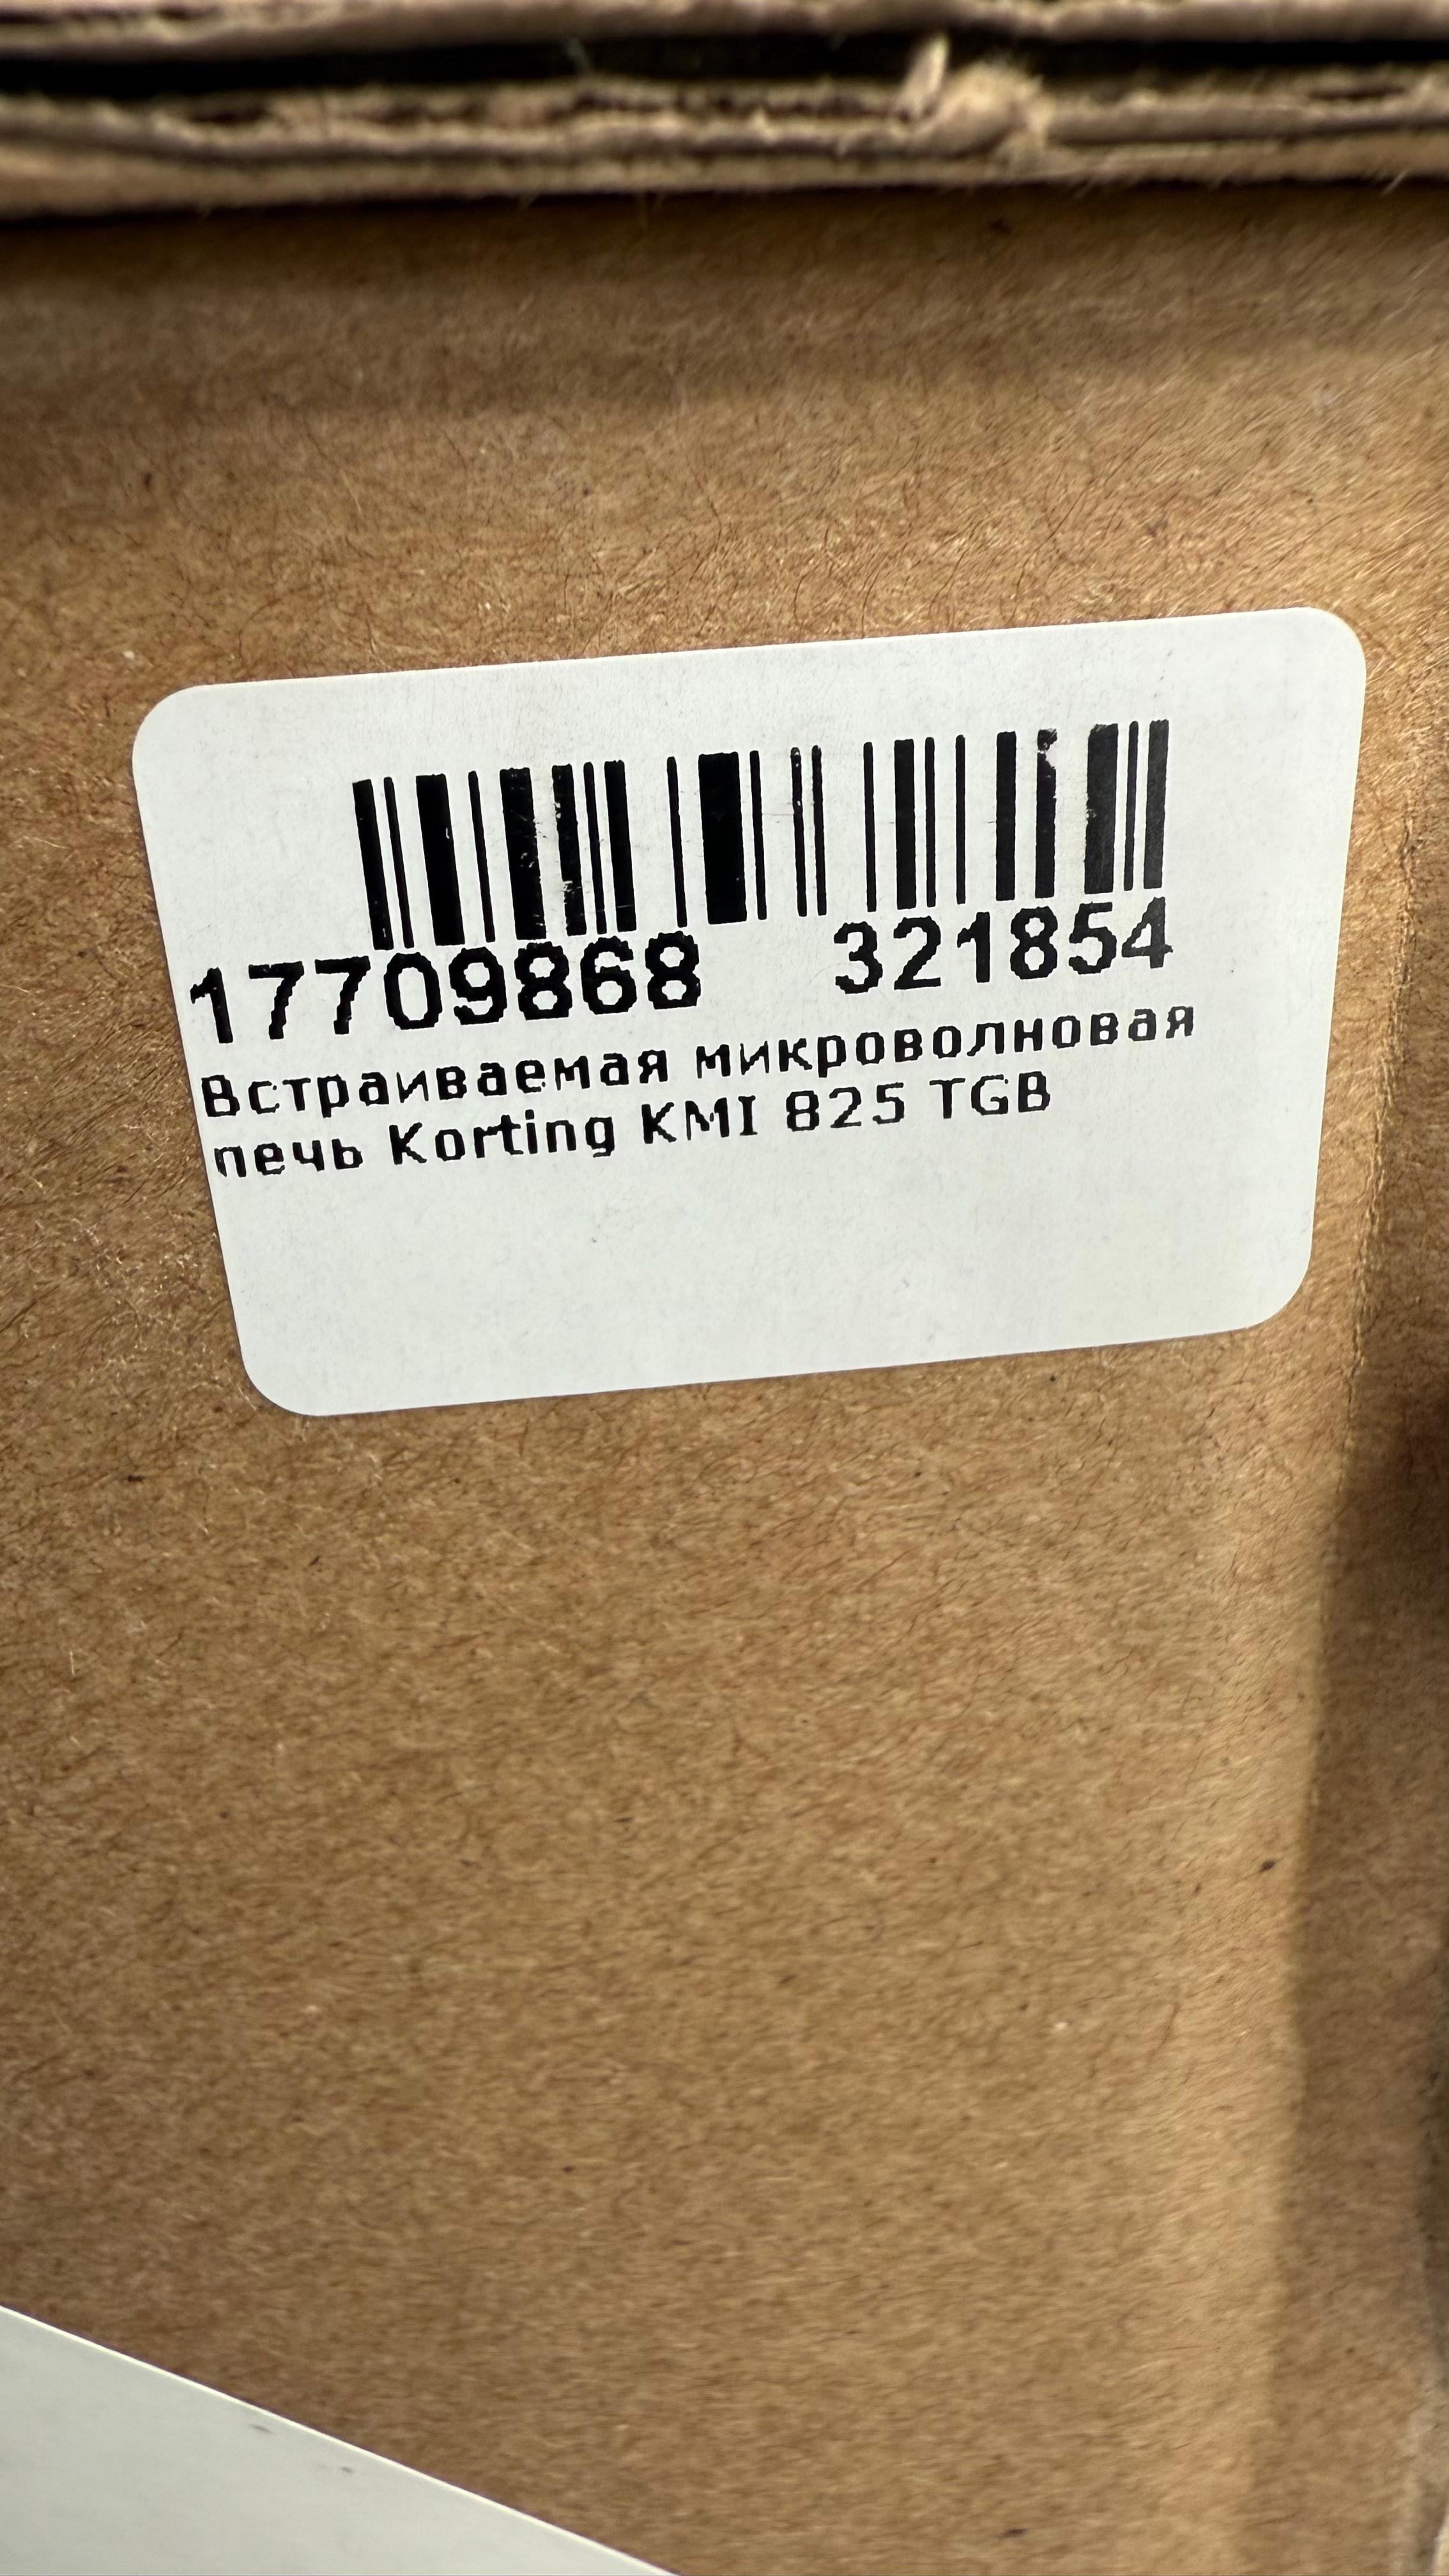 17709868 321854
Встраиваемая микроволновая
печь Korting KMI 825 TGB